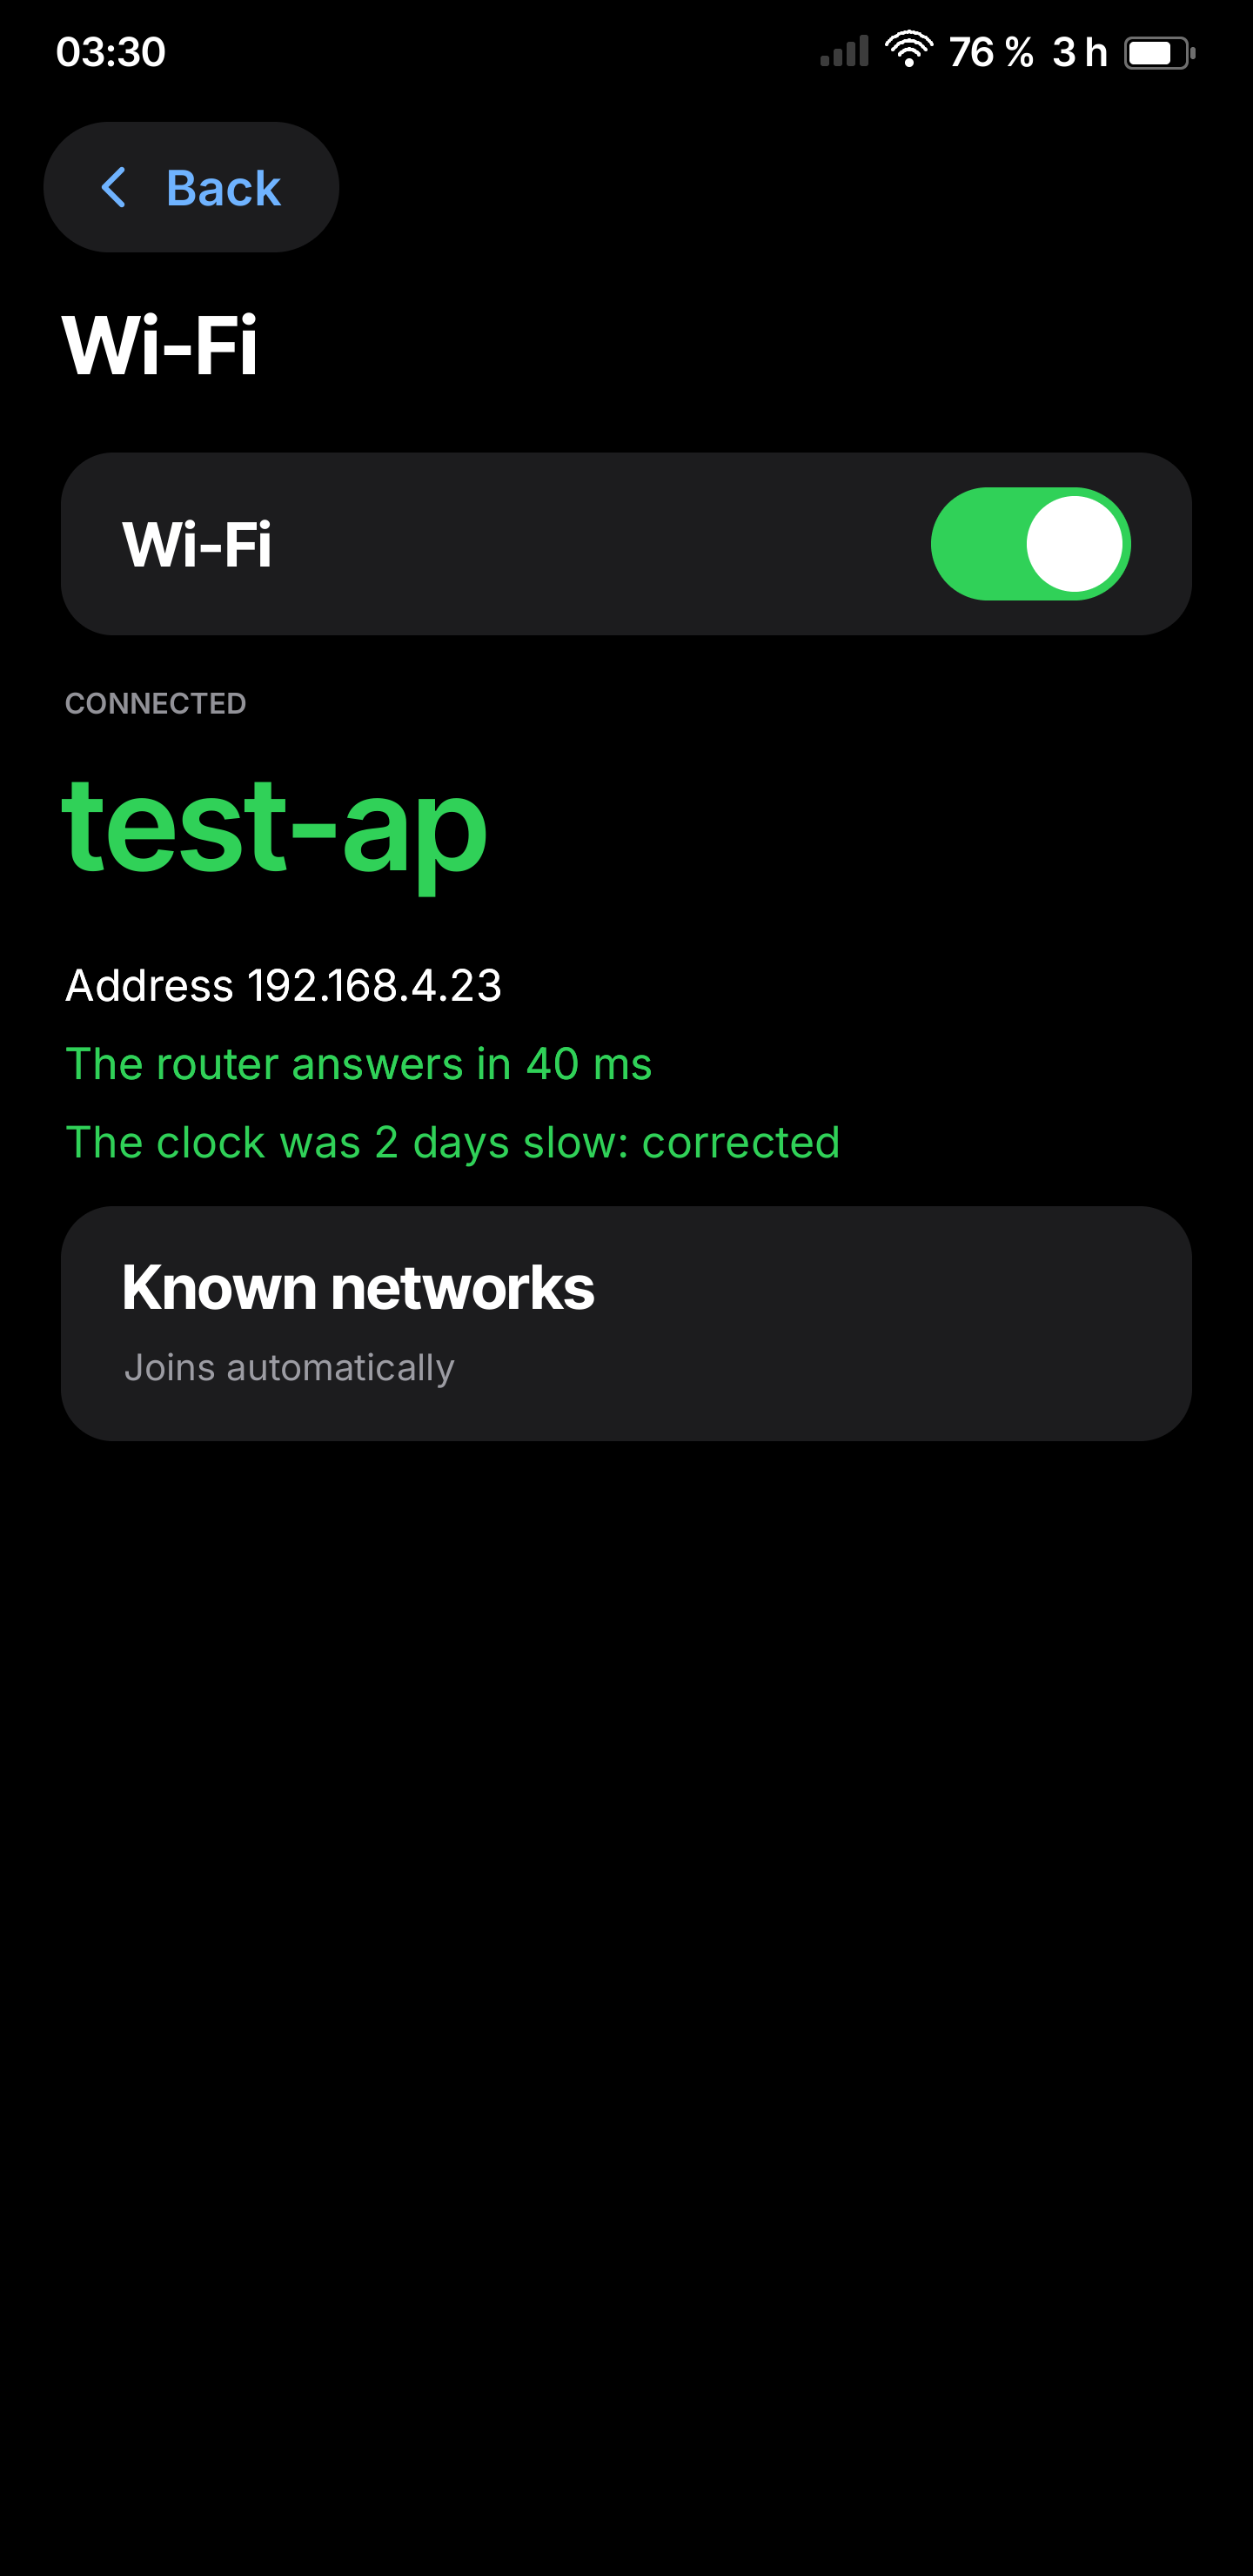 03:30
76 % 3 h
Back
Wi-Fi
Wi-Fi
CONNECTED
test-ap
Address 192.168.4.23
The router answers in 40 ms
The clock was 2 days slow: corrected
Known networks
Joins automatically